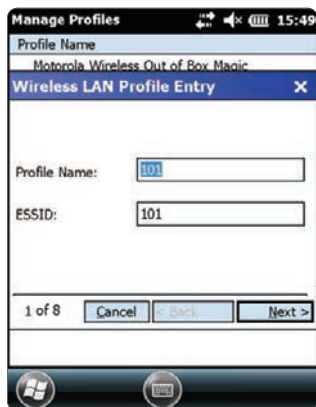 Manage Profiles 15:49
Profile Name
Motorola Wireless Out of Box Magic
Wireless LAN Profile Entry
Profile Name: 101
ESSID: 101
1 of 8 Cancel < Back Next >